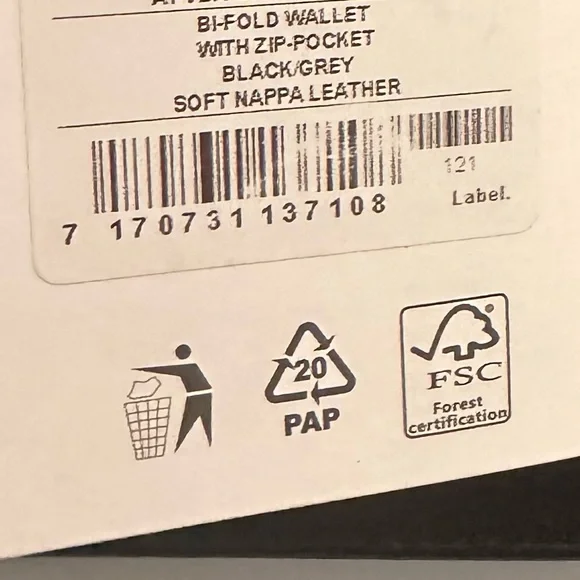 BI-FOLD WALLET
WITH ZIP-POCKET
BLACK/GREY
SOFT NAPPA LEATHER
121
7 170731 137108
Label.
20
PAP
FSC
Forest
certification